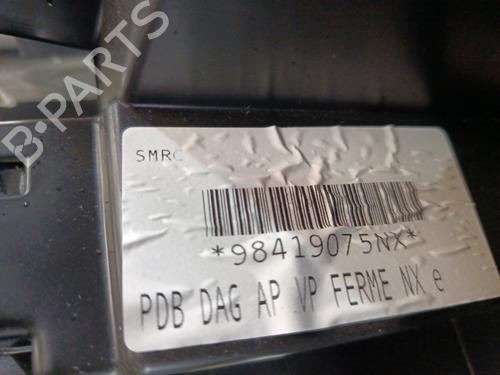 B-PARTS
SMRC
*98419075NX*
PDB DAG AP VP FERME NX e